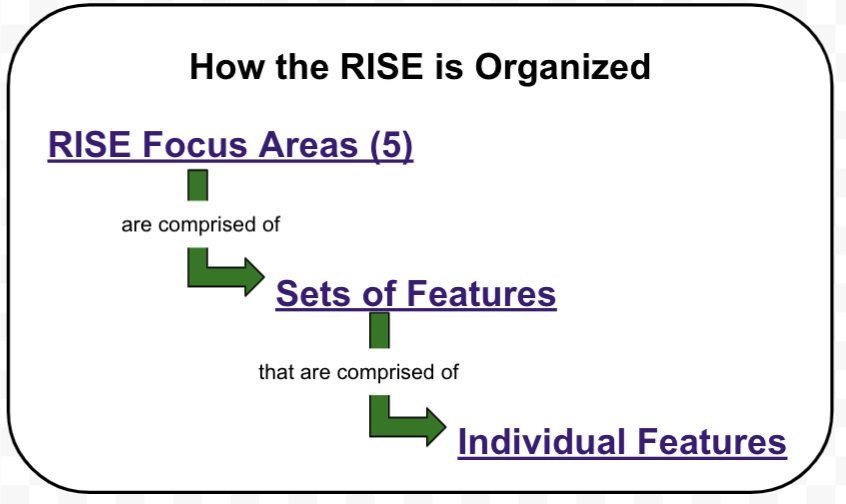 How the RISE is Organized
RISE Focus Areas (5)
are comprised of
Sets of Features
that are comprised of
Individual Features